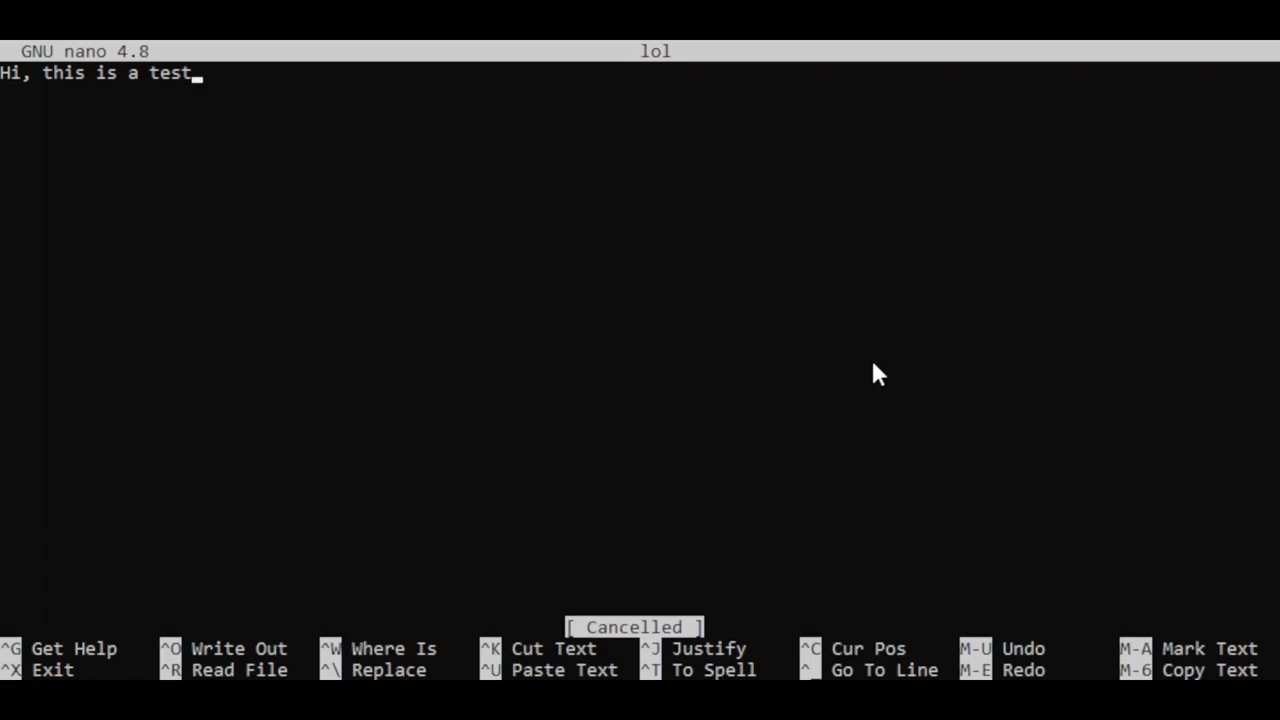 GNU nano 4.8 lol
Hi, this is a test
[ Cancelled ]
^G Get Help ^O Write Out ^W Where Is ^K Cut Text ^J Justify ^C Cur Pos M-U Undo M-A Mark Text
^X Exit ^R Read File ^\ Replace ^U Paste Text ^T To Spell ^_ Go To Line M-E Redo M-6 Copy Text